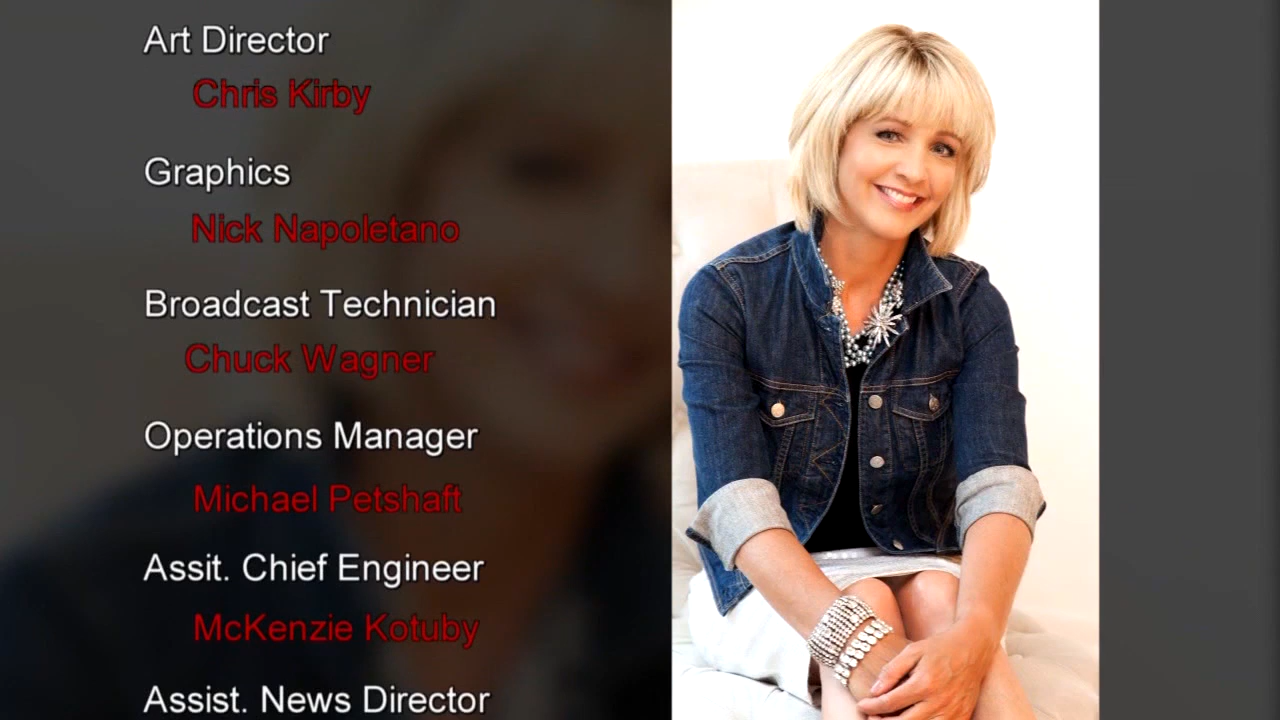 Art Director
Chris Kirby
Graphics
Nick Napoletano
Broadcast Technician
Chuck Wagner
Operations Manager
Michael Petshaft
Assit. Chief Engineer
McKenzie Kotuby
Assist. News Director